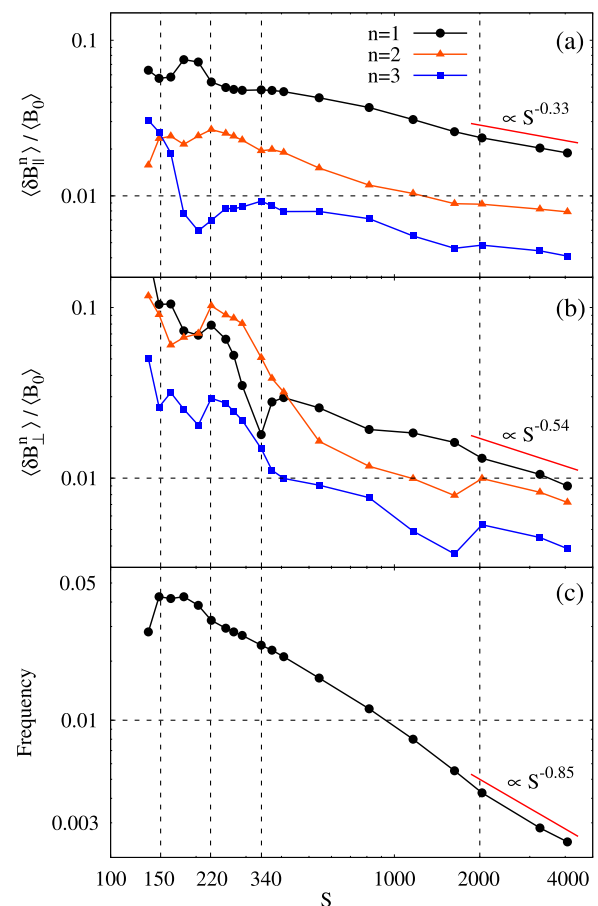 0.1
0.01
⟨δB∥ⁿ⟩ / ⟨B₀⟩
n=1
n=2
n=3
(a)
∝ S^-0.33
0.1
0.01
⟨δB⊥ⁿ⟩ / ⟨B₀⟩
(b)
∝ S^-0.54
0.05
0.01
0.003
Frequency
(c)
∝ S^-0.85
100 150 220 340 1000 2000 4000
S